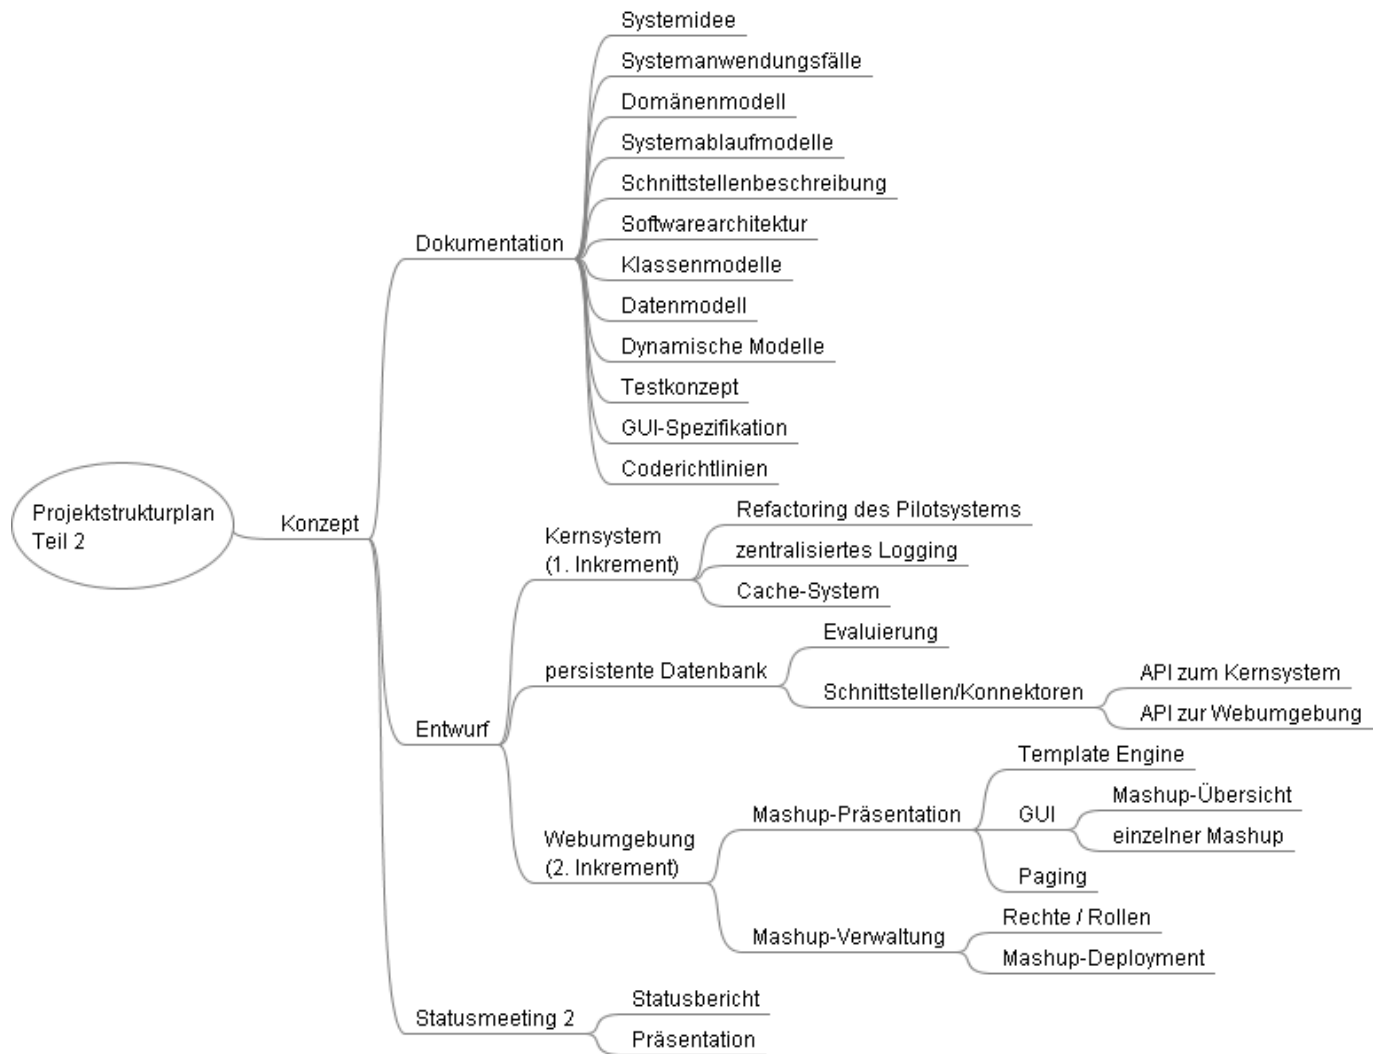 Projektstrukturplan
Teil 2
Konzept
Dokumentation
Systemidee
Systemanwendungsfälle
Domänenmodell
Systemablaufmodelle
Schnittstellenbeschreibung
Softwarearchitektur
Klassenmodelle
Datenmodell
Dynamische Modelle
Testkonzept
GUI-Spezifikation
Coderichtlinien
Entwurf
Kernsystem
(1. Inkrement)
Refactoring des Pilotsystems
zentralisiertes Logging
Cache-System
persistente Datenbank
Evaluierung
Schnittstellen/Konnektoren
API zum Kernsystem
API zur Webumgebung
Webumgebung
(2. Inkrement)
Mashup-Präsentation
Template Engine
GUI
Mashup-Übersicht
einzelner Mashup
Paging
Mashup-Verwaltung
Rechte / Rollen
Mashup-Deployment
Statusmeeting 2
Statusbericht
Präsentation